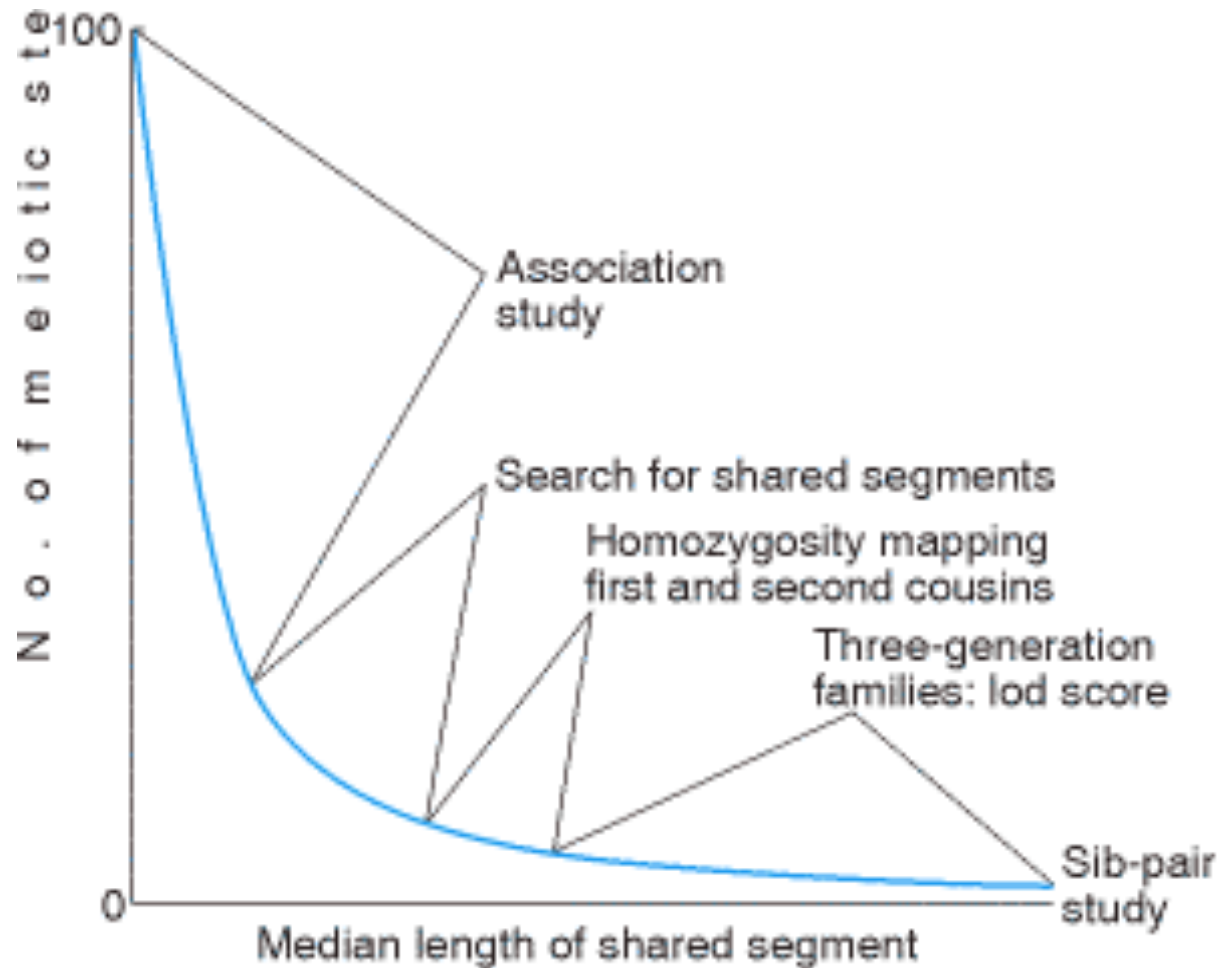 100
No. of meiotic ste
Association
study
Search for shared segments
Homozygosity mapping
first and second cousins
Three-generation
families: lod score
Sib-pair
study
0
Median length of shared segment